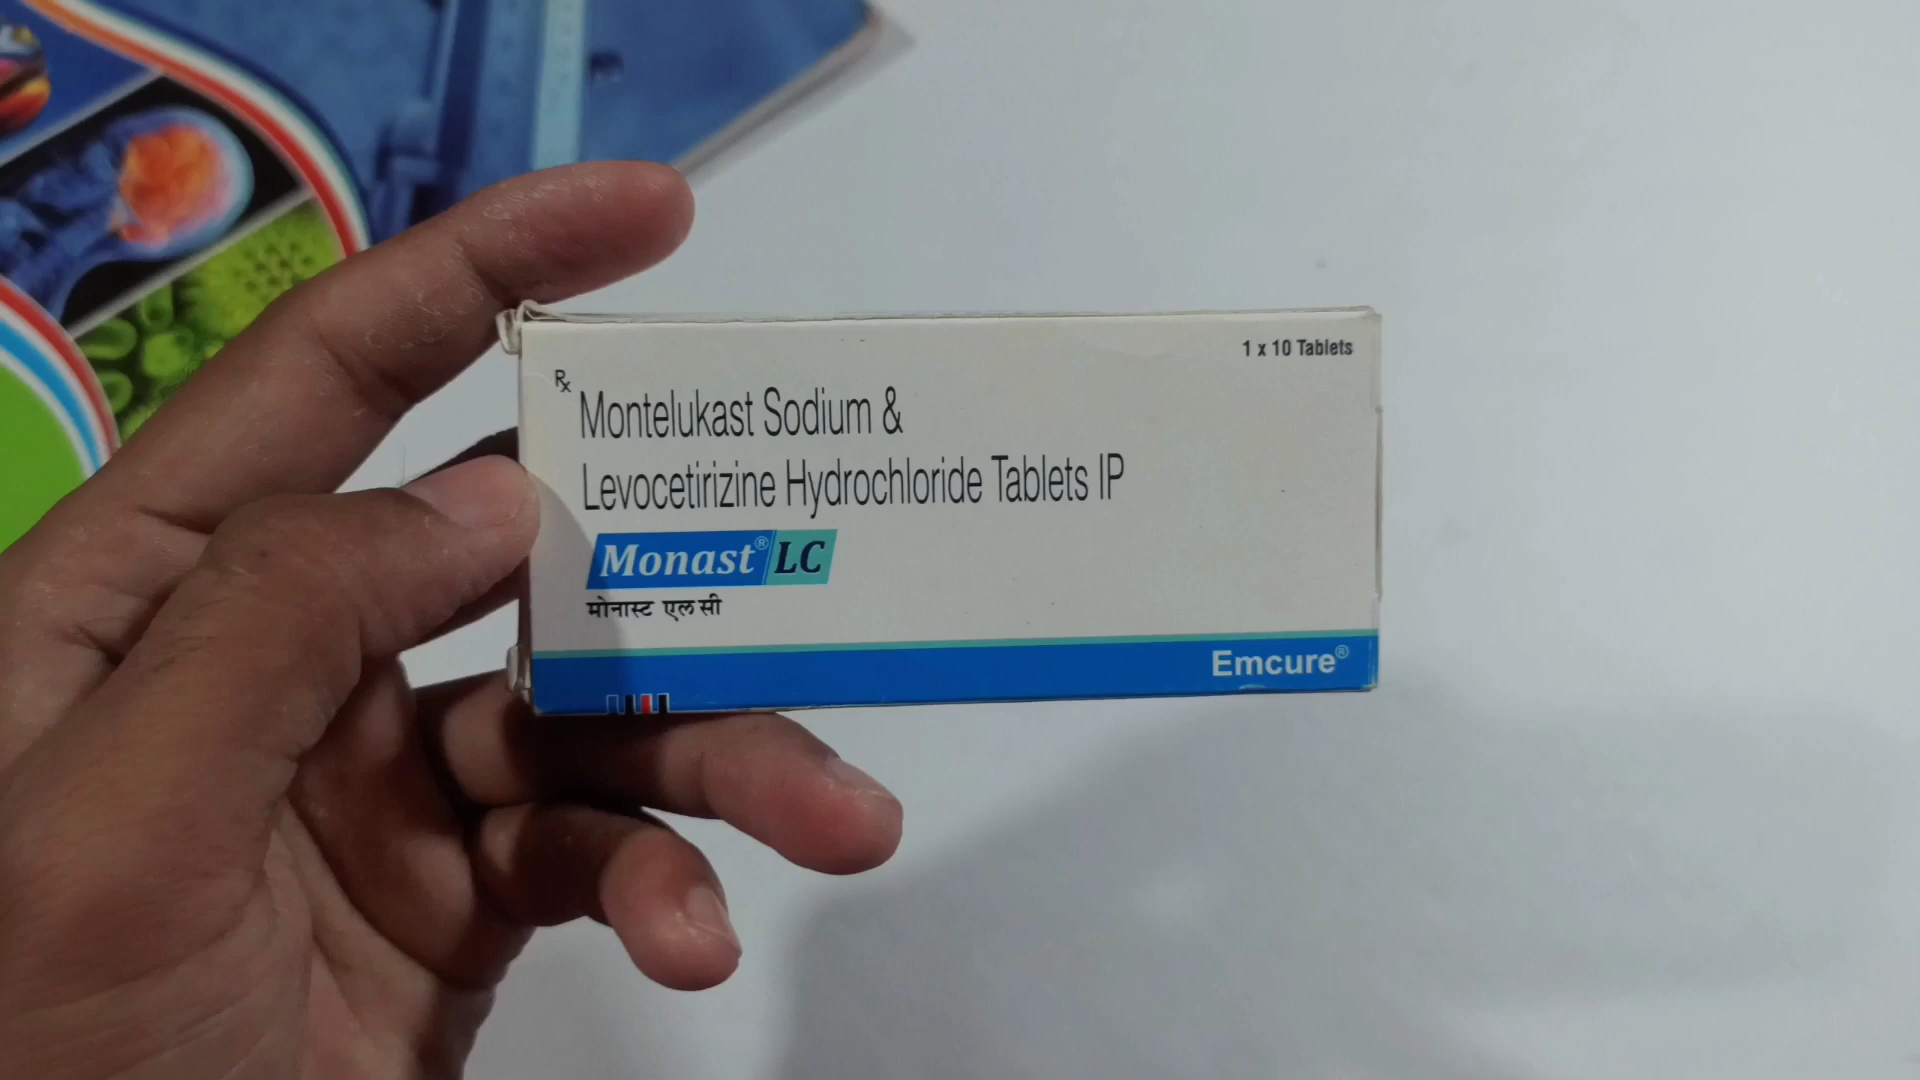 1 x 10 Tablets
Rx
Montelukast Sodium &
Levocetirizine Hydrochloride Tablets IP
Monast® LC
मोनास्ट एल सी
Emcure®